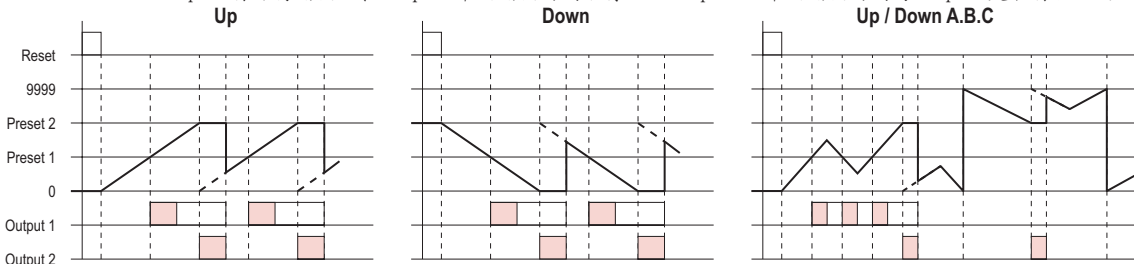 Up
Down
Up / Down A.B.C
Reset
9999
Preset 2
Preset 1
0
Output 1
Output 2